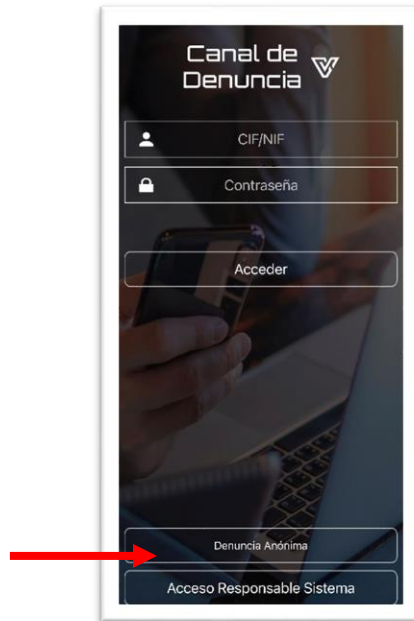 Canal de
Denuncia
CIF/NIF
Contraseña
Acceder
Denuncia Anónima
Acceso Responsable Sistema